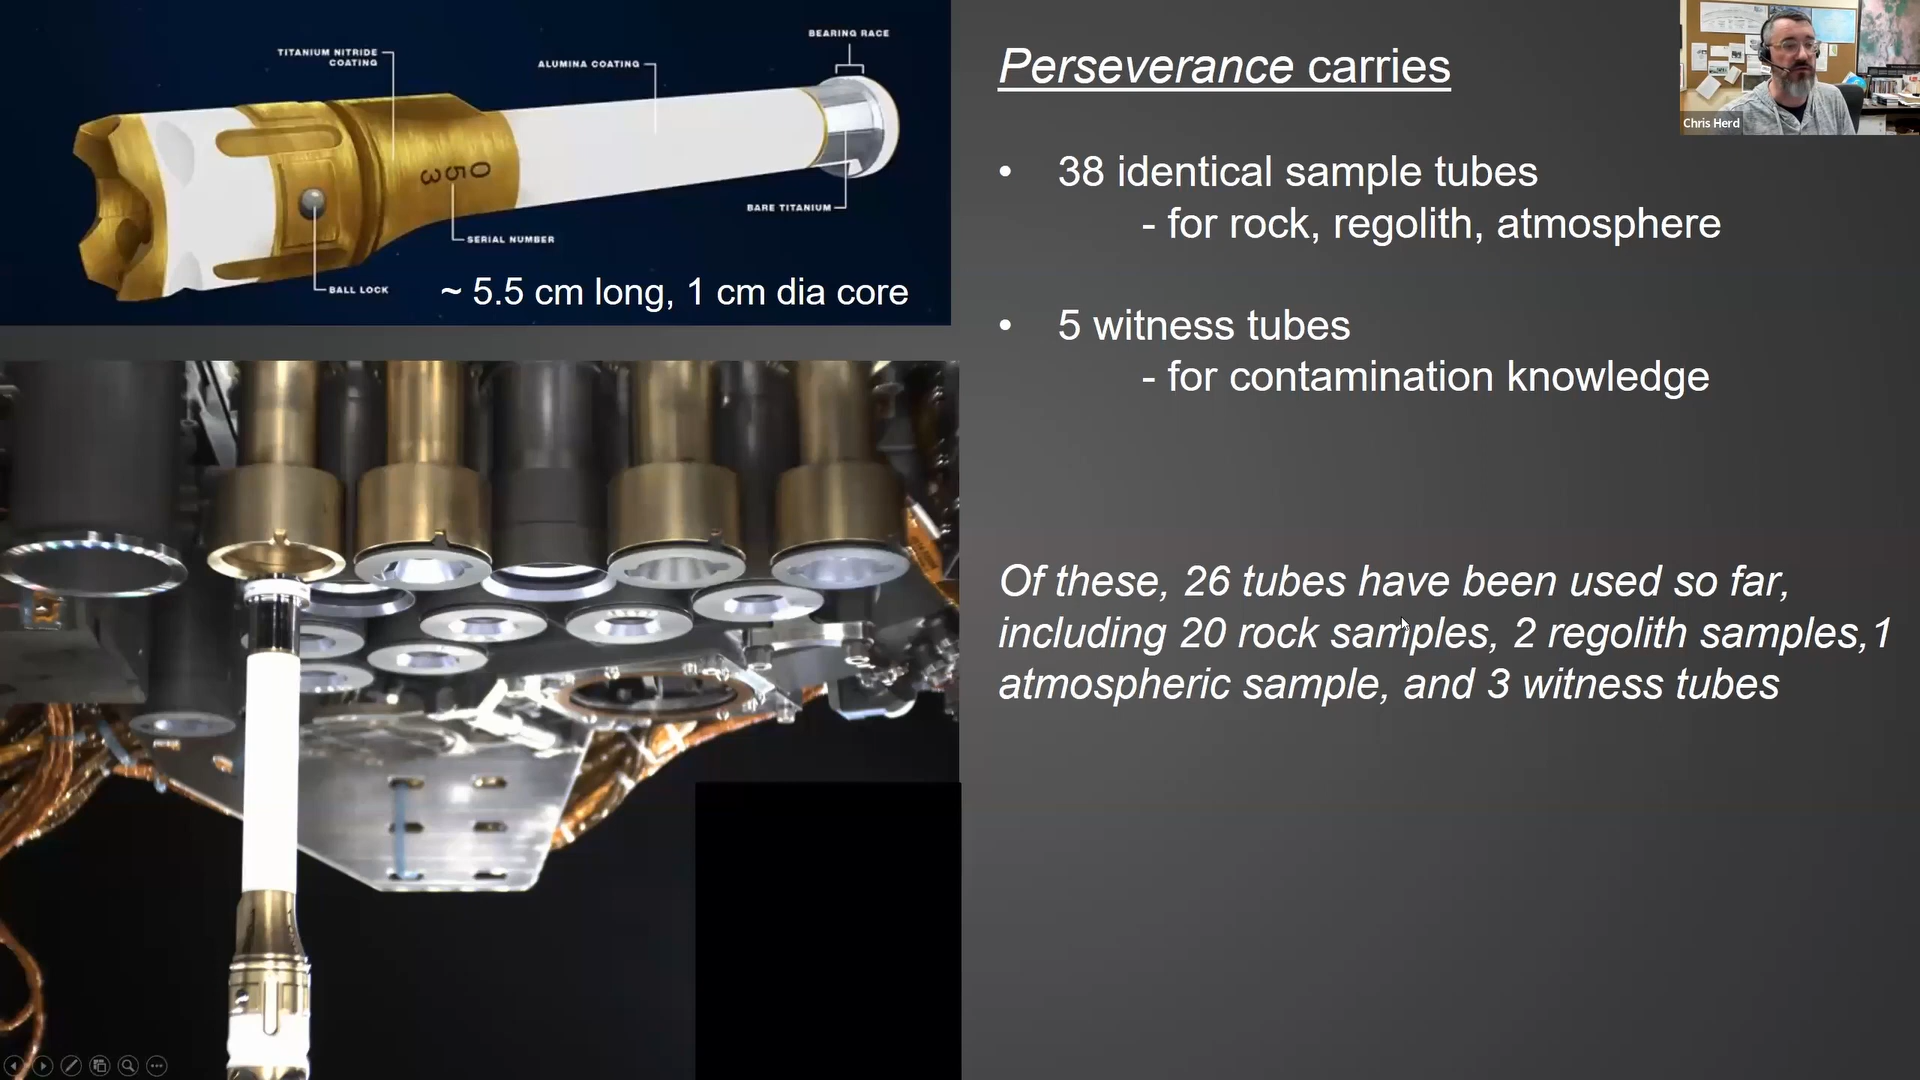 BEARING RACE
TITANIUM NITRIDE
COATING
ALUMINA COATING
053
BARE TITANIUM
SERIAL NUMBER
BALL LOCK
~ 5.5 cm long, 1 cm dia core
Perseverance carries
• 38 identical sample tubes
- for rock, regolith, atmosphere
• 5 witness tubes
- for contamination knowledge
Of these, 26 tubes have been used so far,
including 20 rock samples, 2 regolith samples,1
atmospheric sample, and 3 witness tubes
Chris Herd